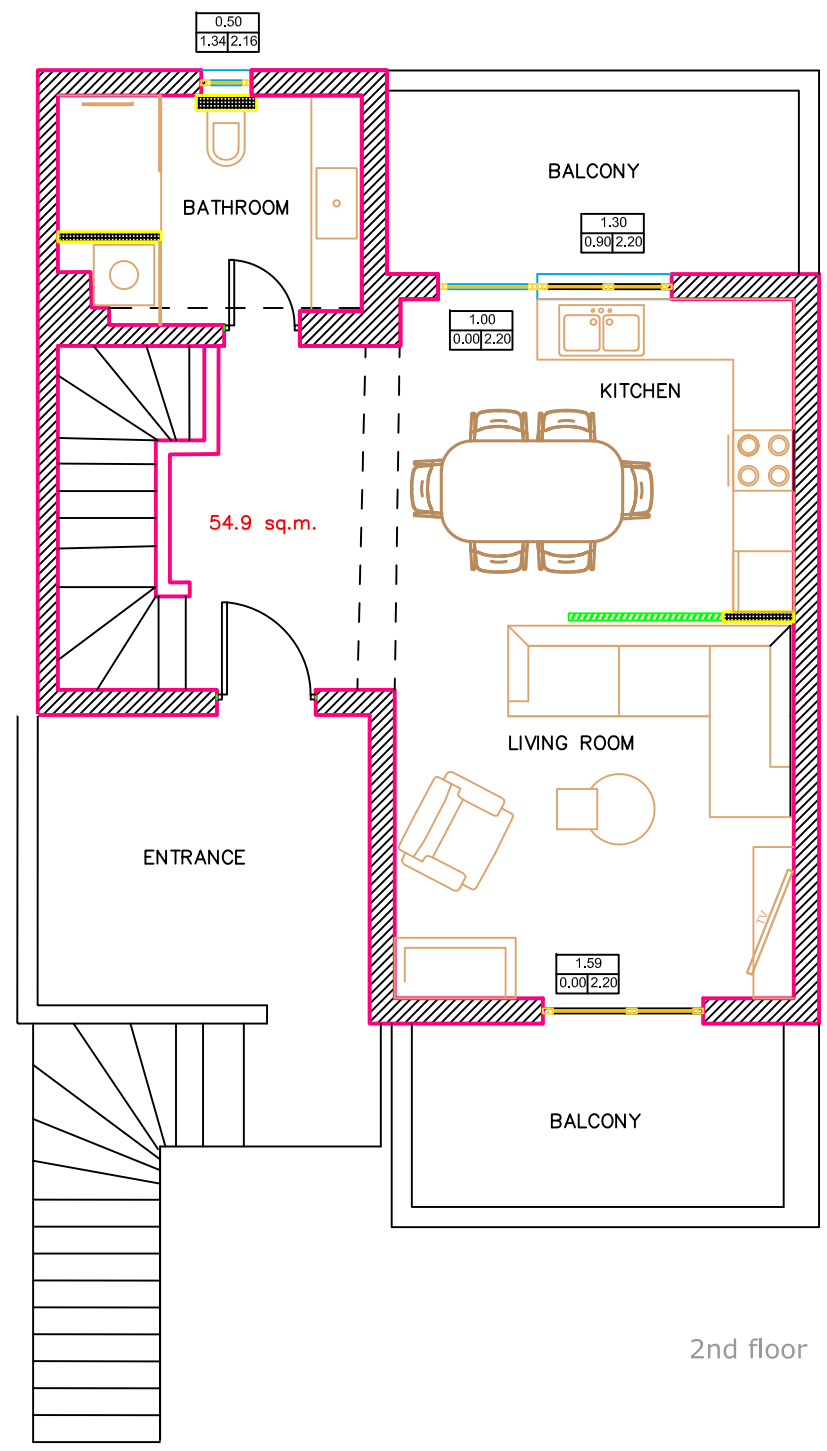 0.50
1.34 2.16
BALCONY
BATHROOM
1.30
0.90 2.20
1.00
0.00 2.20
KITCHEN
54.9 sq.m.
LIVING ROOM
ENTRANCE
TV
1.59
0.00 2.20
BALCONY
2nd floor